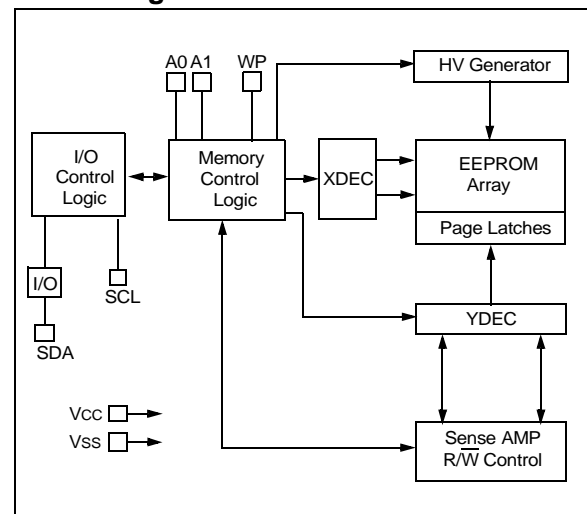 A0 A1 WP
HV Generator
I/O
Control
Logic
Memory
Control
Logic
XDEC
EEPROM
Array
Page Latches
I/O
SCL
SDA
YDEC
VCC
VSS
Sense AMP
R/W̅ Control